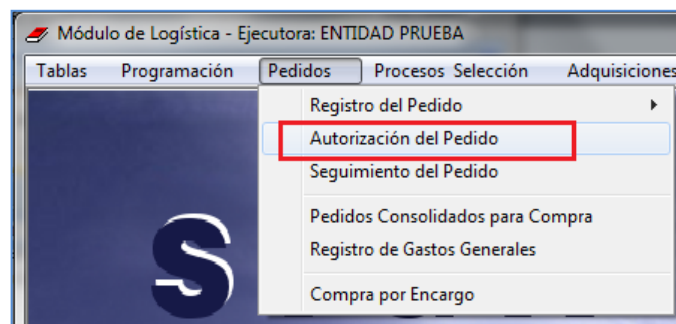 Módulo de Logística - Ejecutora: ENTIDAD PRUEBA
Tablas Programación Pedidos Procesos Selección Adquisiciones
Registro del Pedido
Autorización del Pedido
Seguimiento del Pedido
Pedidos Consolidados para Compra
Registro de Gastos Generales
Compra por Encargo
S